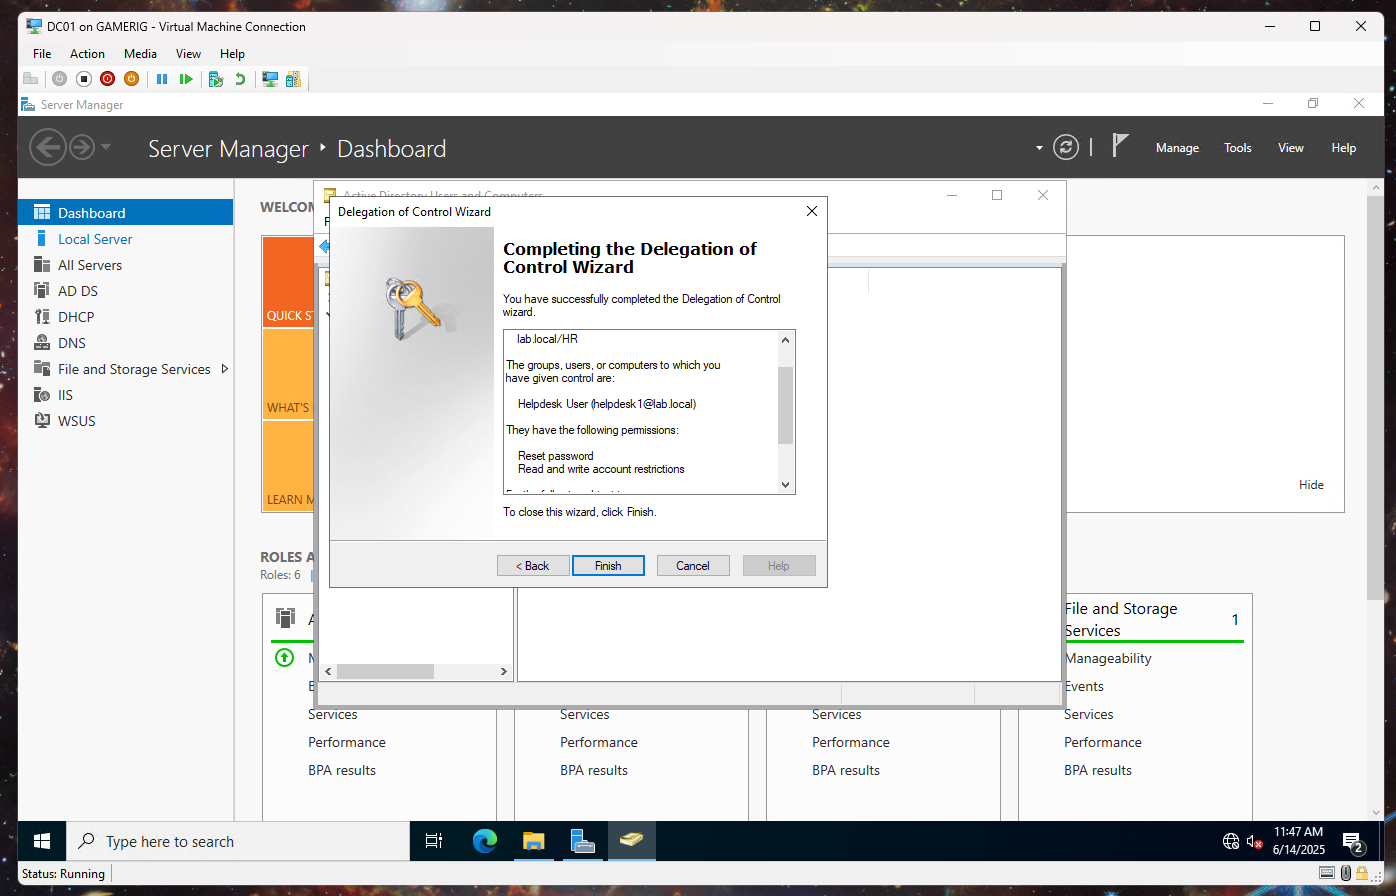 DC01 on GAMERIG - Virtual Machine Connection
File Action Media View Help
Server Manager
Server Manager Dashboard
Manage Tools View Help
Dashboard
Local Server
All Servers
AD DS
DHCP
DNS
File and Storage Services
IIS
WSUS
WELCOM
QUICK ST
WHAT'S
LEARN M
Hide
Active Directory Users and Computers
F
Delegation of Control Wizard
Completing the Delegation of
Control Wizard
You have successfully completed the Delegation of Control
wizard.
lab.local/HR
The groups, users, or computers to which you
have given control are:
Helpdesk User (helpdesk1@lab.local)
They have the following permissions:
Reset password
Read and write account restrictions
To close this wizard, click Finish.
< Back Finish Cancel Help
ROLES A
Roles: 6
A
M
E
Services
Performance
BPA results
Services
Performance
BPA results
Services
Performance
BPA results
File and Storage
Services
1
Manageability
Events
Services
Performance
BPA results
Type here to search
11:47 AM
6/14/2025
2
Status: Running